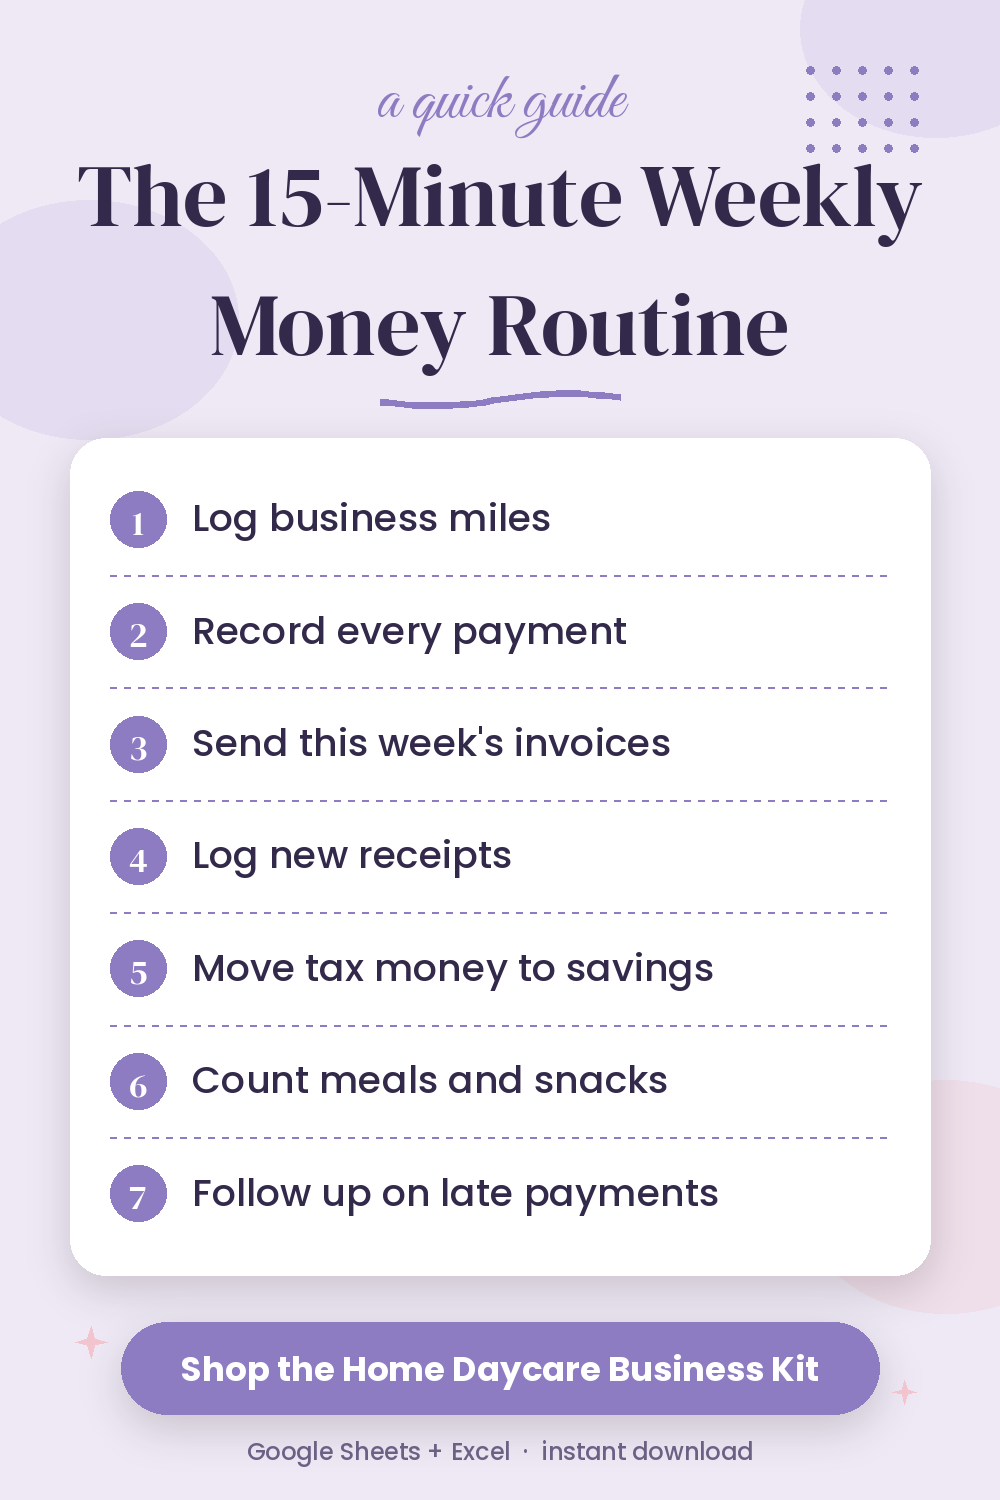 a quick guide
The 15-Minute Weekly
Money Routine
1 Log business miles
2 Record every payment
3 Send this week's invoices
4 Log new receipts
5 Move tax money to savings
6 Count meals and snacks
7 Follow up on late payments
Shop the Home Daycare Business Kit
Google Sheets + Excel · instant download